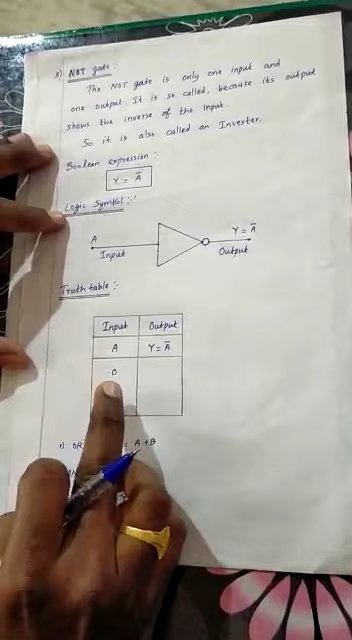 3) NOT gate :-
The NOT gate is only one input and
one output. It is so called, because its output
shows the inverse of the input.
So it is also called an Inverter.
Boolean expression :-
Y = Ā
Logic Symbol :-
A Y = Ā
Input Output
Truth table :-
Input Output
A Y = Ā
0
1) OR = A + B